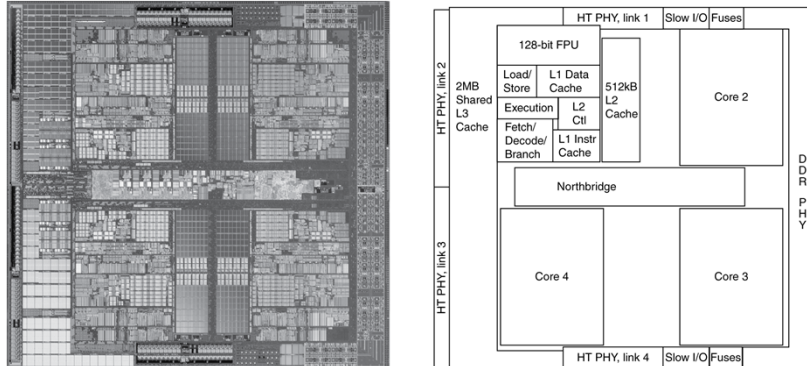 HT PHY, link 1
Slow I/O
Fuses
HT PHY, link 2
2MB
Shared
L3
Cache
128-bit FPU
Load/
Store
L1 Data
Cache
Execution
L2
Ctl
Fetch/
Decode/
Branch
L1 Instr
Cache
512kB
L2
Cache
Core 2
Northbridge
DDR PHY
HT PHY, link 3
Core 4
Core 3
HT PHY, link 4
Slow I/O
Fuses